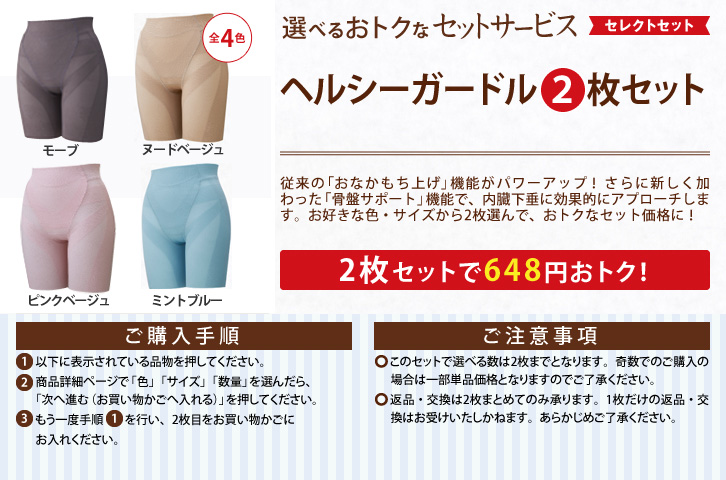 全4色
モーブ
ヌードベージュ
ピンクベージュ
ミントブルー
選べるおトクなセットサービス
セレクトセット
ヘルシーガードル2枚セット
従来の「おなかもち上げ」機能がパワーアップ！さらに新しく加
わった「骨盤サポート」機能で、内臓下垂に効果的にアプローチしま
す。お好きな色・サイズから2枚選んで、おトクなセット価格に！
2枚セットで648円おトク！
ご購入手順
1 以下に表示されている品物を押してください。
2 商品詳細ページで「色」「サイズ」「数量」を選んだら、
「次へ進む（お買い物かごへ入れる）」を押してください。
3 もう一度手順1を行い、2枚目をお買い物かごに
お入れください。
ご注意事項
○このセットで選べる数は2枚までとなります。奇数でのご購入の
場合は一部単品価格となりますのでご了承ください。
○返品・交換は2枚まとめてのみ承ります。1枚だけの返品・交
換はお受けいたしかねます。あらかじめご了承ください。